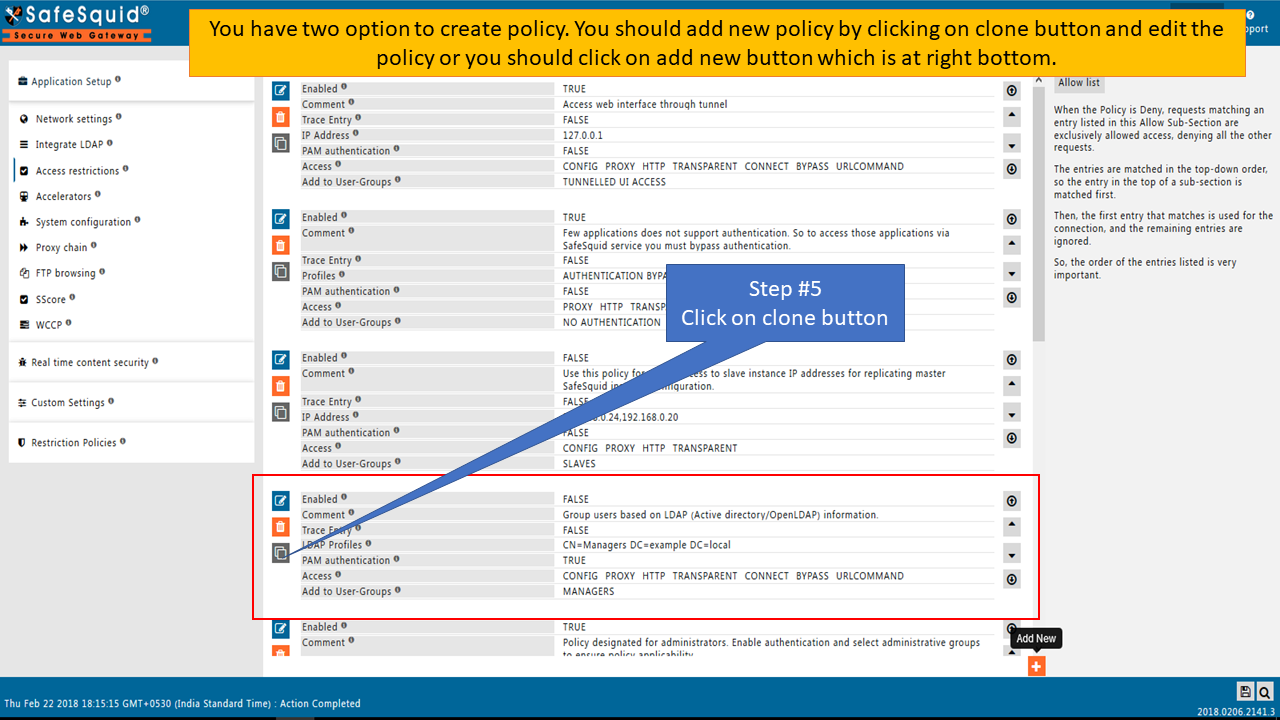 SafeSquid®
Secure Web Gateway
You have two option to create policy. You should add new policy by clicking on clone button and edit the
policy or you should click on add new button which is at right bottom.
Application Setup
Network settings
Integrate LDAP
Access restrictions
Accelerators
System configuration
Proxy chain
FTP browsing
SScore
WCCP
Real time content security
Custom Settings
Restriction Policies
Enabled TRUE
Comment Access web interface through tunnel
Trace Entry FALSE
IP Address 127.0.0.1
PAM authentication FALSE
Access CONFIG PROXY HTTP TRANSPARENT CONNECT BYPASS URLCOMMAND
Add to User-Groups TUNNELLED UI ACCESS
Enabled TRUE
Comment Few applications does not support authentication. So to access those applications via
SafeSquid service you must bypass authentication.
Trace Entry FALSE
Profiles AUTHENTICATION BYPA
PAM authentication FALSE
Access PROXY HTTP TRANSP
Add to User-Groups NO AUTHENTICATION
Step #5
Click on clone button
Enabled FALSE
Comment Use this policy for ess to slave instance IP addresses for replicating master
SafeSquid in figuration.
Trace Entry FALSE
IP Address .0.24,192.168.0.20
PAM authentication FALSE
Access CONFIG PROXY HTTP TRANSPARENT
Add to User-Groups SLAVES
Enabled FALSE
Comment Group users based on LDAP (Active directory/OpenLDAP) information.
Trace Entry FALSE
LDAP Profiles CN=Managers DC=example DC=local
PAM authentication TRUE
Access CONFIG PROXY HTTP TRANSPARENT CONNECT BYPASS URLCOMMAND
Add to User-Groups MANAGERS
Enabled TRUE
Comment Policy designated for administrators. Enable authentication and select administrative groups
to ensure policy applicability.
port
Allow list
When the Policy is Deny, requests matching an
entry listed in this Allow Sub-Section are
exclusively allowed access, denying all the other
requests.
The entries are matched in the top-down order,
so the entry in the top of a sub-section is
matched first.
Then, the first entry that matches is used for the
connection, and the remaining entries are
ignored.
So, the order of the entries listed is very
important.
Add New
Thu Feb 22 2018 18:15:15 GMT+0530 (India Standard Time) : Action Completed
2018.0206.2141.3